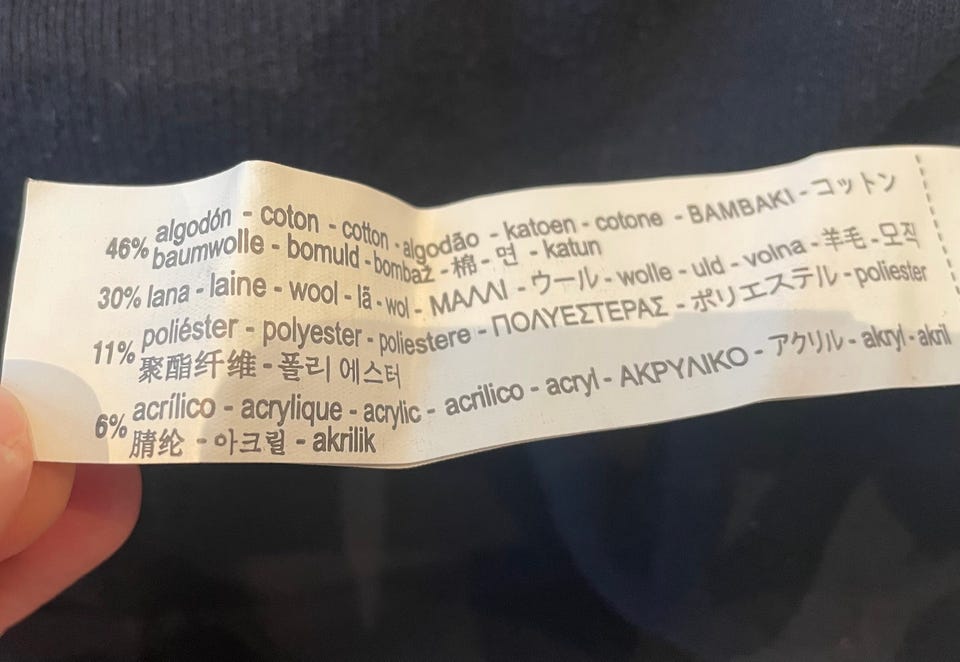 46% algodón - coton - cotton - algodão - katoen - cotone - BAMBAKI - コットン
baumwolle - bomuld - bombaž - 棉 - 면 - katun
30% lana - laine - wool - lã - wol - ΜΑΛΛΙ - ウール - wolle - uld - volna - 羊毛 - 모직
11% poliéster - polyester - poliestere - ΠΟΛΥΕΣΤΕΡΑΣ - ポリエステル - poliester
聚酯纤维 - 폴리 에스터
6% acrílico - acrylique - acrylic - acrilico - acryl - ΑΚΡΥΛΙΚΟ - アクリル - akryl - akril
腈纶 - 아크릴 - akrilik